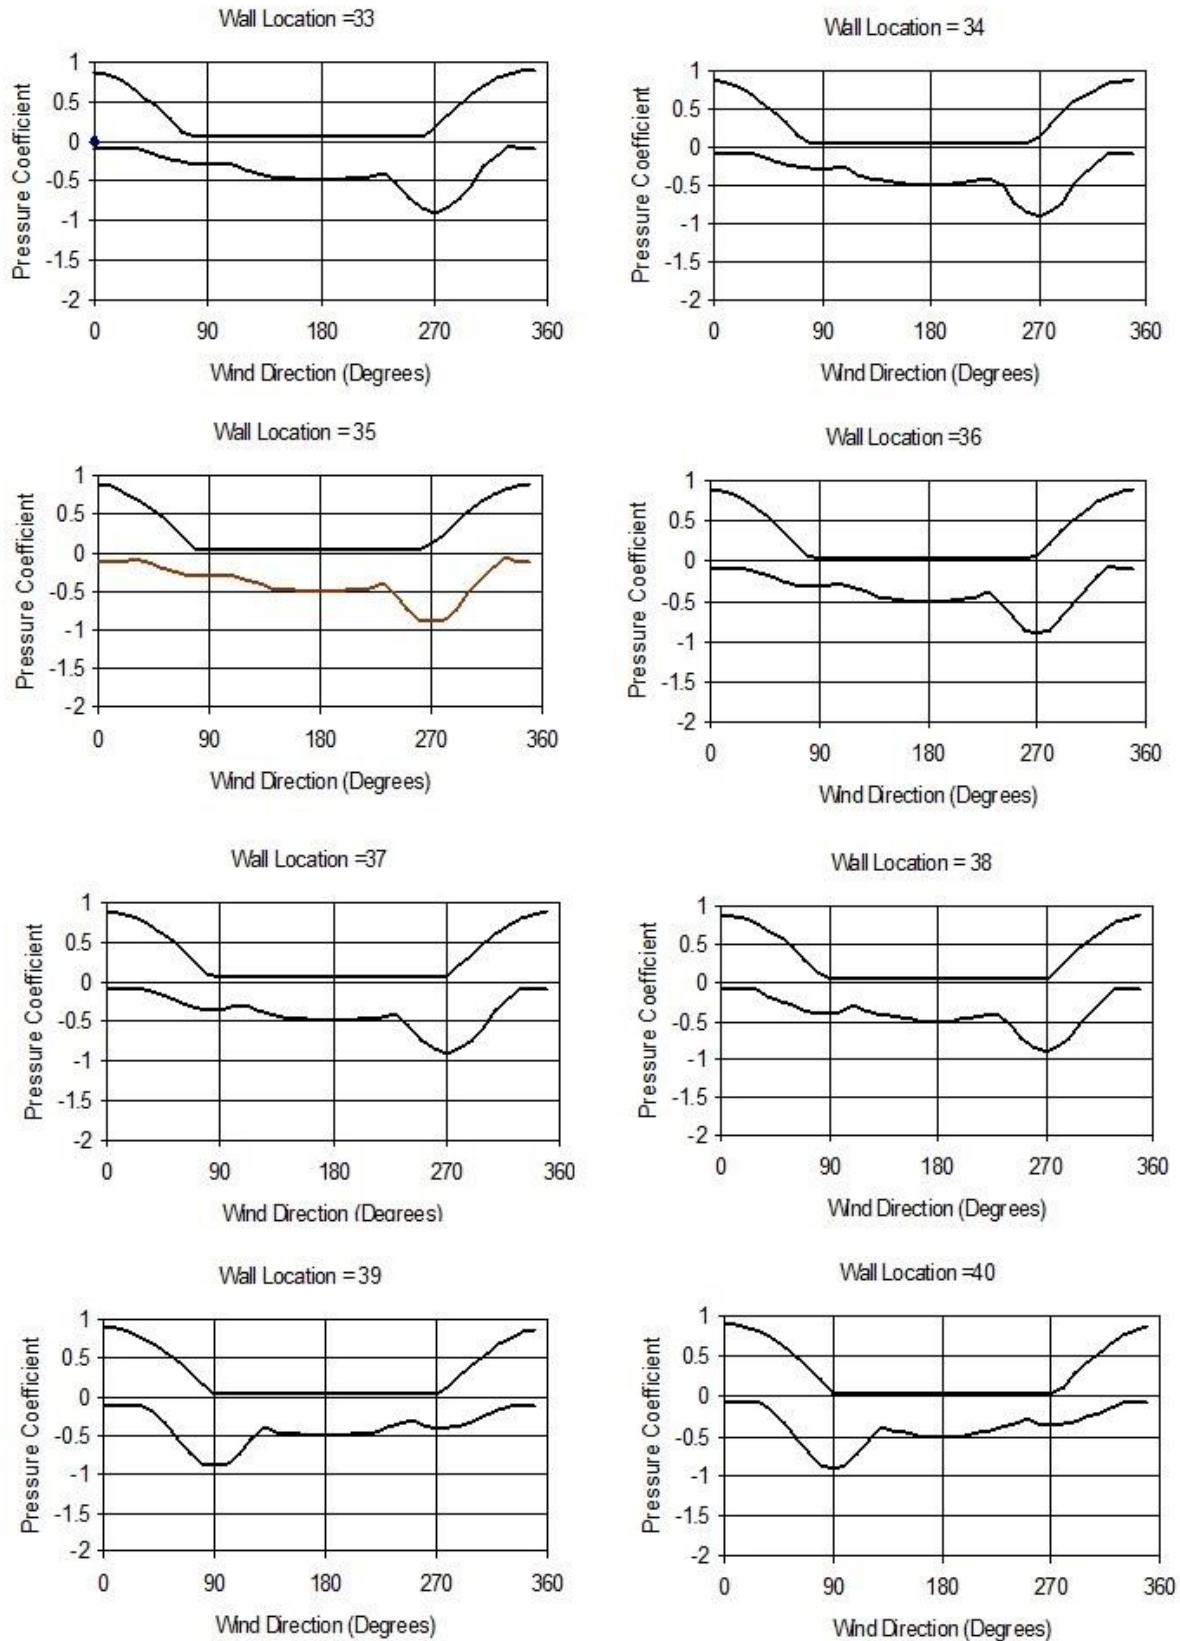 Wall Location =33
1
0.5
0
-0.5
-1
-1.5
-2
Pressure Coefficient
0 90 180 270 360
Wind Direction (Degrees)
Wall Location = 34
1
0.5
0
-0.5
-1
-1.5
-2
Pressure Coefficient
0 90 180 270 360
Wind Direction (Degrees)
Wall Location = 35
1
0.5
0
-0.5
-1
-1.5
-2
Pressure Coefficient
0 90 180 270 360
Wind Direction (Degrees)
Wall Location =36
1
0.5
0
-0.5
-1
-1.5
-2
Pressure Coefficient
0 90 180 270 360
Wind Direction (Degrees)
Wall Location =37
1
0.5
0
-0.5
-1
-1.5
-2
Pressure Coefficient
0 90 180 270 360
Wind Direction (Degrees)
Wall Location = 38
1
0.5
0
-0.5
-1
-1.5
-2
Pressure Coefficient
0 90 180 270 360
Wind Direction (Degrees)
Wall Location = 39
1
0.5
0
-0.5
-1
-1.5
-2
Pressure Coefficient
0 90 180 270 360
Wind Direction (Degrees)
Wall Location =40
1
0.5
0
-0.5
-1
-1.5
-2
Pressure Coefficient
0 90 180 270 360
Wind Direction (Degrees)